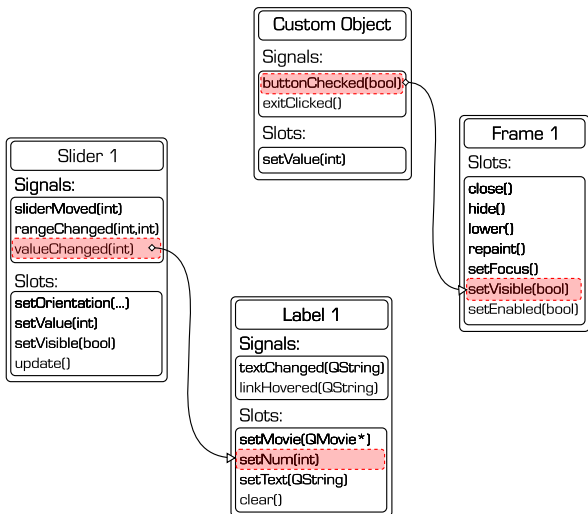 Custom Object
Signals:
buttonChecked(bool)
exitClicked()
Slots:
setValue(int)
Frame 1
Slots:
close()
hide()
lower()
repaint()
setFocus()
setVisible(bool)
setEnabled(bool)
Slider 1
Signals:
sliderMoved(int)
rangeChanged(int,int)
valueChanged(int)
Slots:
setOrientation(...)
setValue(int)
setVisible(bool)
update()
Label 1
Signals:
textChanged(QString)
linkHovered(QString)
Slots:
setMovie(QMovie*)
setNum(int)
setText(QString)
clear()